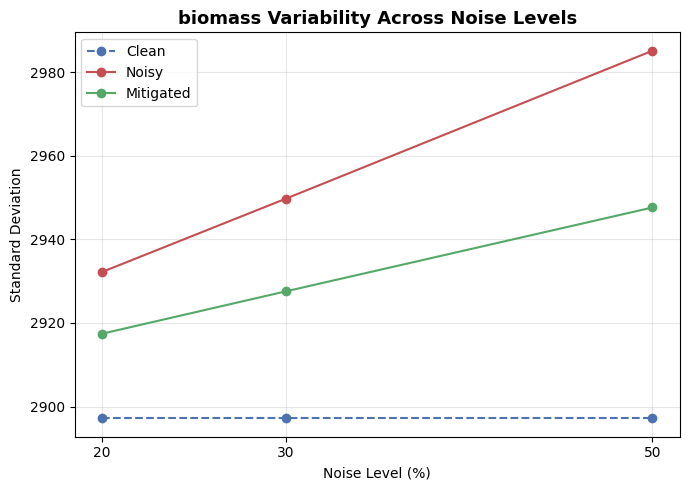 biomass Variability Across Noise Levels
Clean
Noisy
Mitigated
2980
2960
2940
2920
2900
Standard Deviation
20
30
50
Noise Level (%)